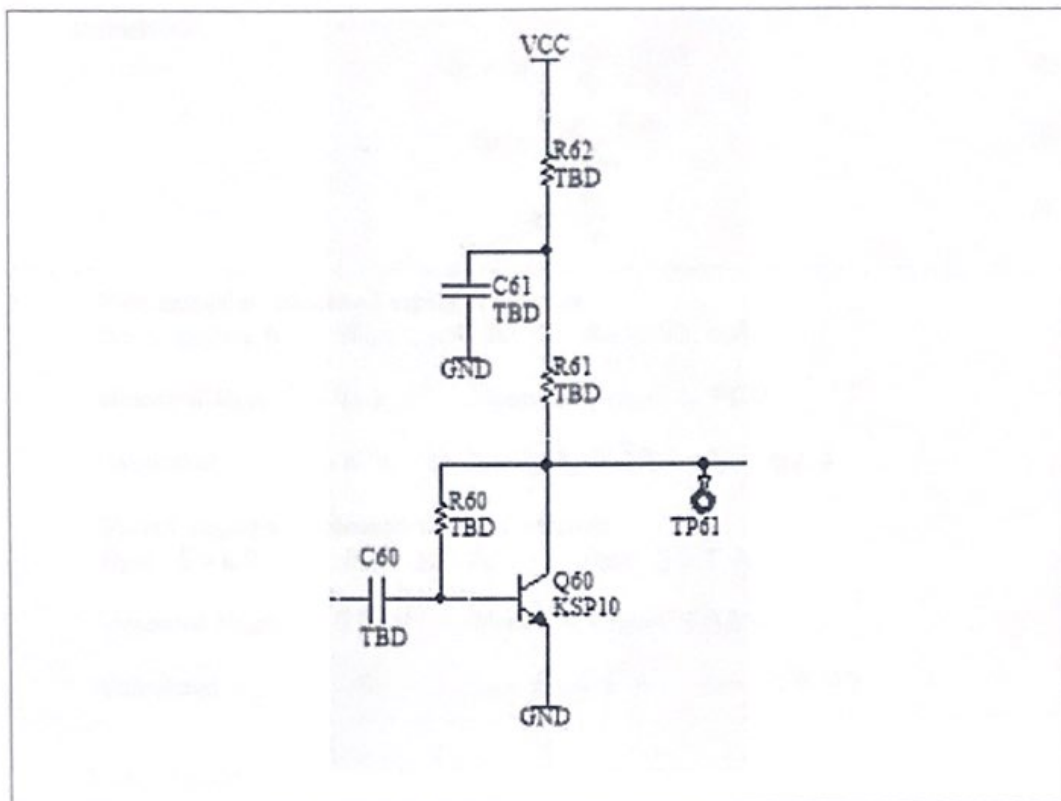 VCC
R62
TBD
C61
TBD
GND
R61
TBD
R60
TBD
TP61
C60
TBD
Q60
KSP10
GND